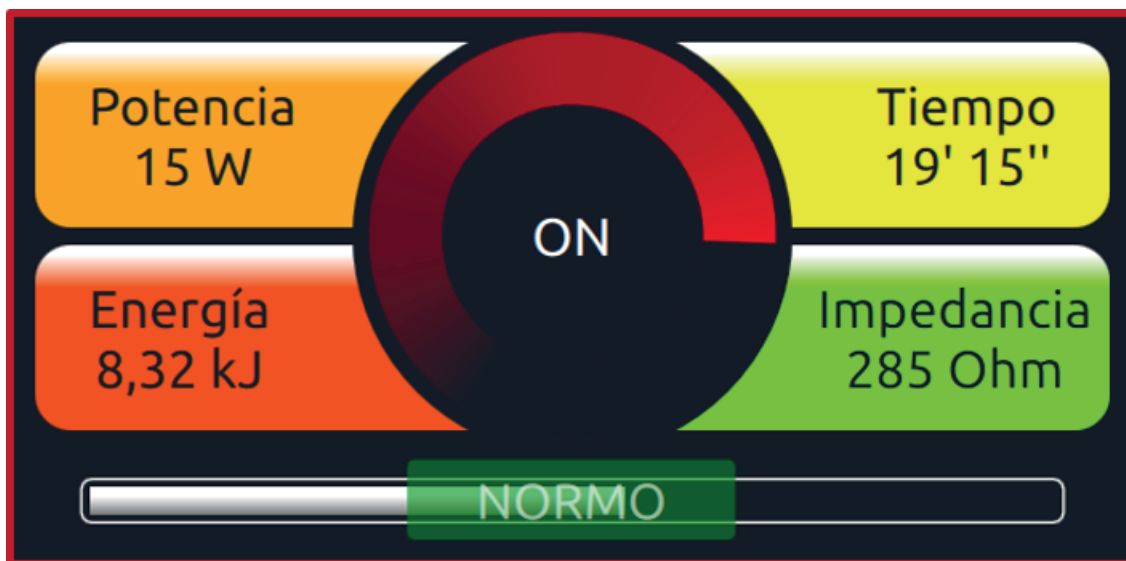 Potencia
15 W
Tiempo
19' 15''
ON
Energía
8,32 kJ
Impedancia
285 Ohm
NORMO